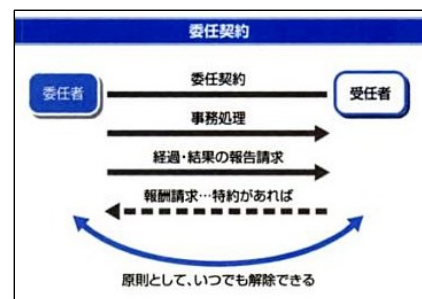 委任契約
委任者
委任契約
受任者
事務処理
経過・結果の報告請求
報酬請求…特約があれば
原則として、いつでも解除できる